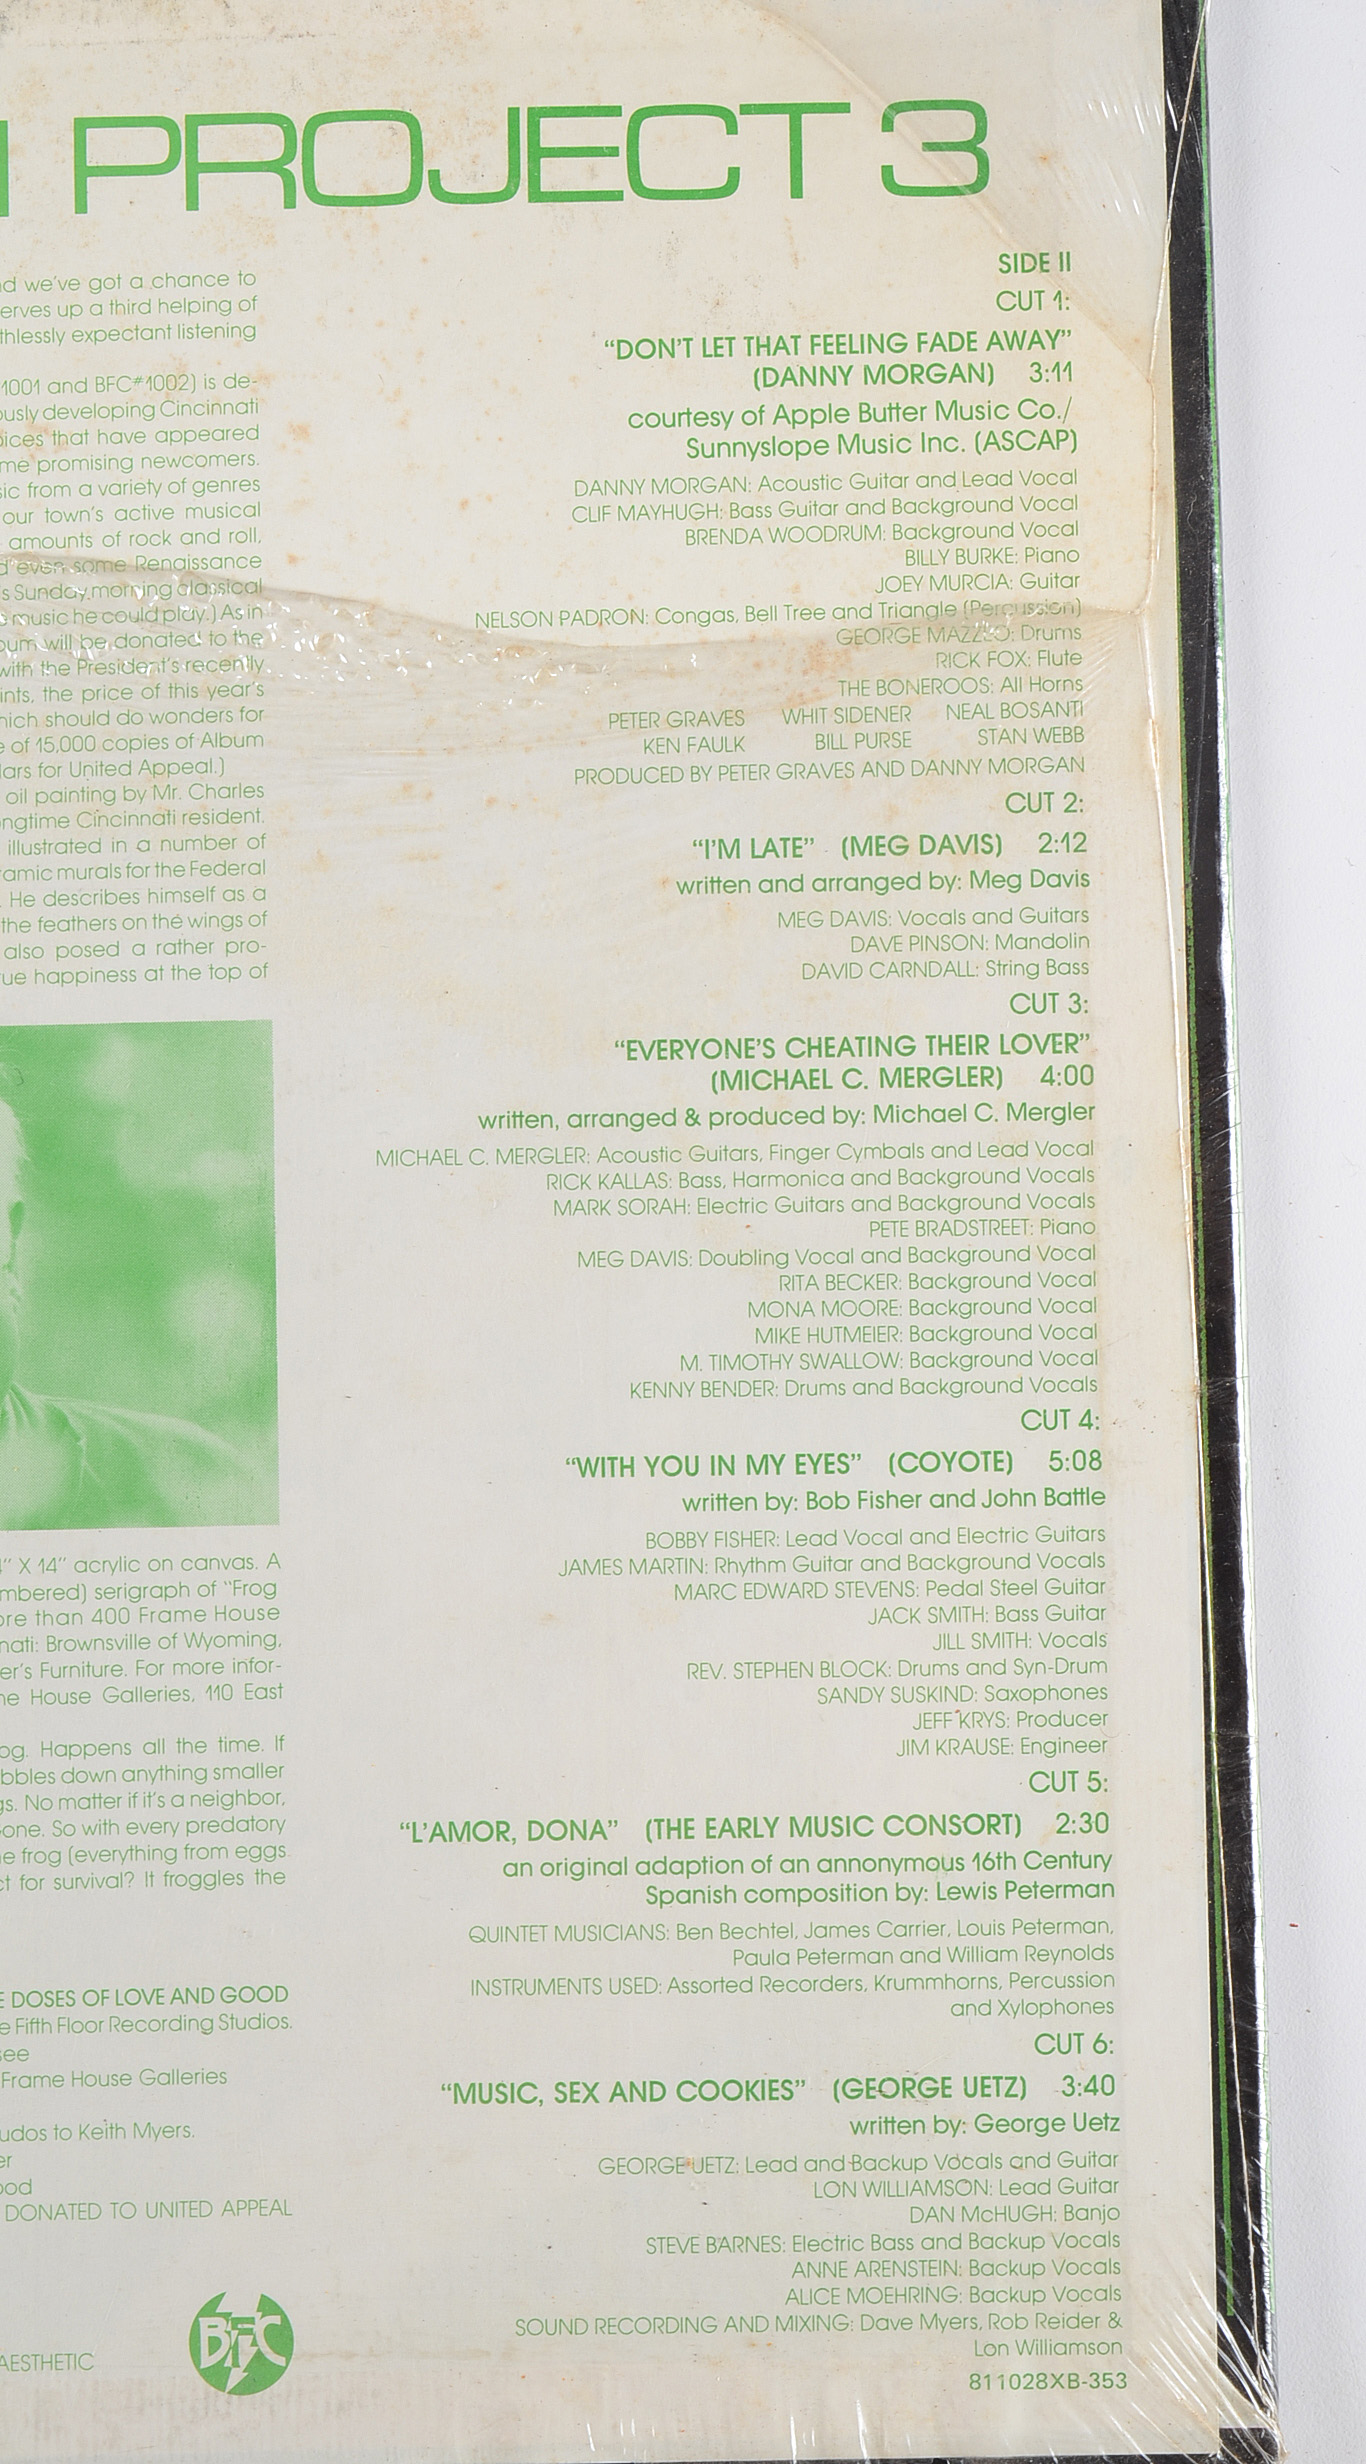 PROJECT 3
nd we've got a chance to
erves up a third helping of
thlessly expectant listening
1001 and BFC#1002) is de-
ously developing Cincinnati
oices that have appeared
me promising newcomers.
sic from a variety of genres
our town's active musical
amounts of rock and roll,
d even some Renaissance
s Sunday morning classical
e music he could play.) As in
bum will be donated to the
with the President's recently
ints, the price of this year's
hich should do wonders for
e of 15,000 copies of Album
lars for United Appeal.)
oil painting by Mr. Charles
ngtime Cincinnati resident.
illustrated in a number of
ramic murals for the Federal
. He describes himself as a
the feathers on the wings of
also posed a rather pro-
rue happiness at the top of
" X 14" acrylic on canvas. A
mbered) serigraph of "Frog
ore than 400 Frame House
nati: Brownsville of Wyoming,
er's Furniture. For more infor-
ne House Galleries, 110 East
og. Happens all the time. If
bbles down anything smaller
gs. No matter if it's a neighbor,
one. So with every predatory
e frog (everything from eggs
ct for survival? It froggles the
E DOSES OF LOVE AND GOOD
e Fifth Floor Recording Studios.
see
Frame House Galleries
udos to Keith Myers.
er
ood
DONATED TO UNITED APPEAL
AESTHETIC
BFC
SIDE II
CUT 1:
"DON'T LET THAT FEELING FADE AWAY"
(DANNY MORGAN) 3:11
courtesy of Apple Butter Music Co./
Sunnyslope Music Inc. (ASCAP)
DANNY MORGAN: Acoustic Guitar and Lead Vocal
CLIF MAYHUGH: Bass Guitar and Background Vocal
BRENDA WOODRUM: Background Vocal
BILLY BURKE: Piano
JOEY MURCIA: Guitar
NELSON PADRON: Congas, Bell Tree and Triangle (Percussion)
GEORGE MAZZEO: Drums
RICK FOX: Flute
THE BONEROOS: All Horns
PETER GRAVES WHIT SIDENER NEAL BOSANTI
KEN FAULK BILL PURSE STAN WEBB
PRODUCED BY PETER GRAVES AND DANNY MORGAN
CUT 2:
"I'M LATE" (MEG DAVIS) 2:12
written and arranged by: Meg Davis
MEG DAVIS: Vocals and Guitars
DAVE PINSON: Mandolin
DAVID CARNDALL: String Bass
CUT 3:
"EVERYONE'S CHEATING THEIR LOVER"
(MICHAEL C. MERGLER) 4:00
written, arranged & produced by: Michael C. Mergler
MICHAEL C. MERGLER: Acoustic Guitars, Finger Cymbals and Lead Vocal
RICK KALLAS: Bass, Harmonica and Background Vocals
MARK SORAH: Electric Guitars and Background Vocals
PETE BRADSTREET: Piano
MEG DAVIS: Doubling Vocal and Background Vocal
RITA BECKER: Background Vocal
MONA MOORE: Background Vocal
MIKE HUTMEIER: Background Vocal
M. TIMOTHY SWALLOW: Background Vocal
KENNY BENDER: Drums and Background Vocals
CUT 4:
"WITH YOU IN MY EYES" (COYOTE) 5:08
written by: Bob Fisher and John Battle
BOBBY FISHER: Lead Vocal and Electric Guitars
JAMES MARTIN: Rhythm Guitar and Background Vocals
MARC EDWARD STEVENS: Pedal Steel Guitar
JACK SMITH: Bass Guitar
JILL SMITH: Vocals
REV. STEPHEN BLOCK: Drums and Syn-Drum
SANDY SUSKIND: Saxophones
JEFF KRYS: Producer
JIM KRAUSE: Engineer
CUT 5:
"L'AMOR, DONA" (THE EARLY MUSIC CONSORT) 2:30
an original adaption of an annonymous 16th Century
Spanish composition by: Lewis Peterman
QUINTET MUSICIANS: Ben Bechtel, James Carrier, Louis Peterman,
Paula Peterman and William Reynolds
INSTRUMENTS USED: Assorted Recorders, Krummhorns, Percussion
and Xylophones
CUT 6:
"MUSIC, SEX AND COOKIES" (GEORGE UETZ) 3:40
written by: George Uetz
GEORGE UETZ: Lead and Backup Vocals and Guitar
LON WILLIAMSON: Lead Guitar
DAN McHUGH: Banjo
STEVE BARNES: Electric Bass and Backup Vocals
ANNE ARENSTEIN: Backup Vocals
ALICE MOEHRING: Backup Vocals
SOUND RECORDING AND MIXING: Dave Myers, Rob Reider &
Lon Williamson
811028XB-353